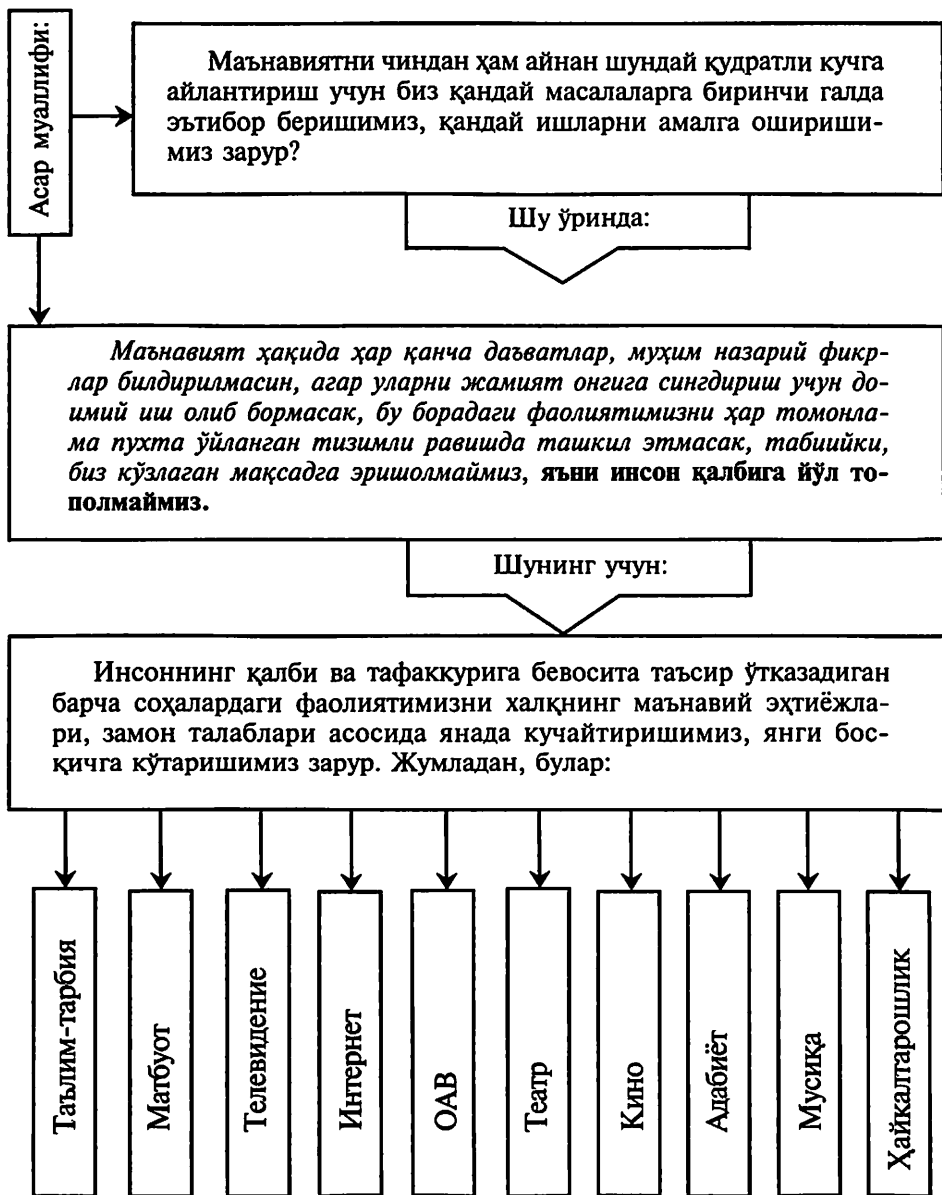 Асар муаллифи:
Маънавиятни чиндан ҳам айнан шундай қудратли кучга
айлантириш учун биз қандай масалаларга биринчи галда
эътибор беришимиз, қандай ишларни амалга ошириши-
миз зарур?
Шу ўринда:
Маънавият ҳақида ҳар қанча даъватлар, муҳим назарий фикр-
лар билдирилмасин, агар уларни жамият онгига сингдириш учун до-
имий иш олиб бормасак, бу борадаги фаолиятимизни ҳар томонла-
ма пухта ўйланган тизимли равишда ташкил этмасак, табиийки,
биз кўзлаган мақсадга эришолмаймиз, яъни инсон қалбига йўл то-
полмаймиз.
Шунинг учун:
Инсоннинг қалби ва тафаккурига бевосита таъсир ўтказадиган
барча соҳалардаги фаолиятимизни халқнинг маънавий эҳтиёжла-
ри, замон талаблари асосида янада кучайтиришимиз, янги бос-
қичга кўтаришимиз зарур. Жумладан, булар:
Таълим-тарбия
Матбуот
Телевидение
Интернет
ОАВ
Театр
Кино
Адабиёт
Мусиқа
Ҳайкалтарошлик